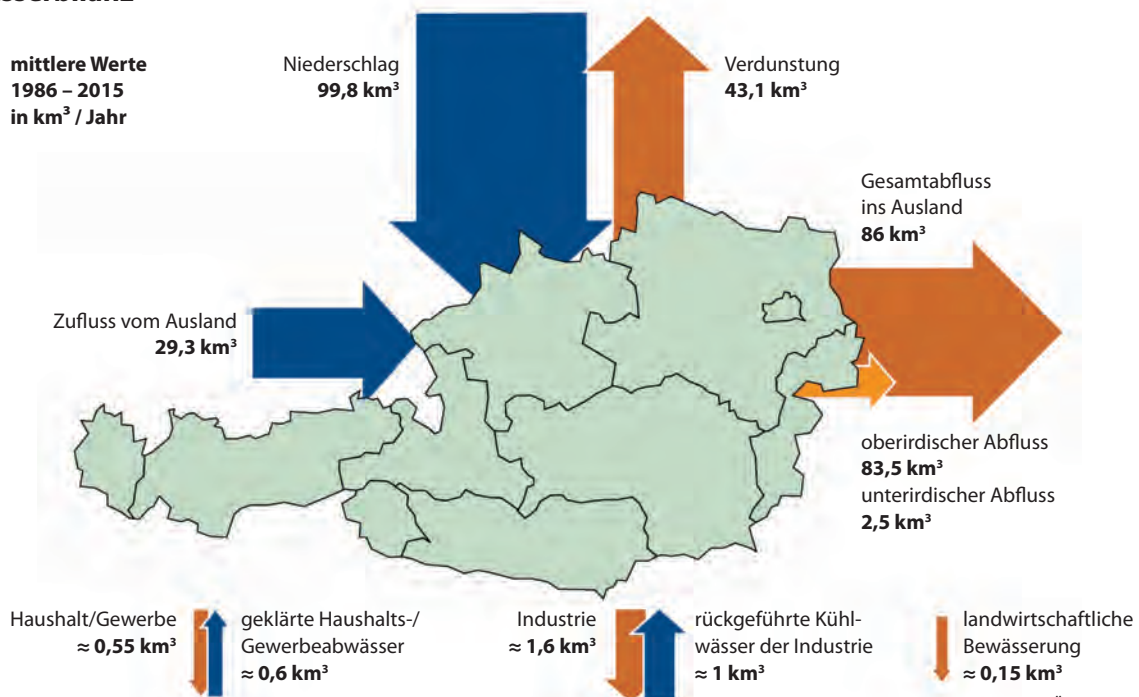 mittlere Werte
1986 – 2015
in km³ / Jahr
Niederschlag
99,8 km³
Verdunstung
43,1 km³
Gesamtabfluss
ins Ausland
86 km³
Zufluss vom Ausland
29,3 km³
oberirdischer Abfluss
83,5 km³
unterirdischer Abfluss
2,5 km³
Haushalt/Gewerbe
≈ 0,55 km³
geklärte Haushalts-/
Gewerbeabwässer
≈ 0,6 km³
Industrie
≈ 1,6 km³
rückgeführte Kühl-
wässer der Industrie
≈ 1 km³
landwirtschaftliche
Bewässerung
≈ 0,15 km³